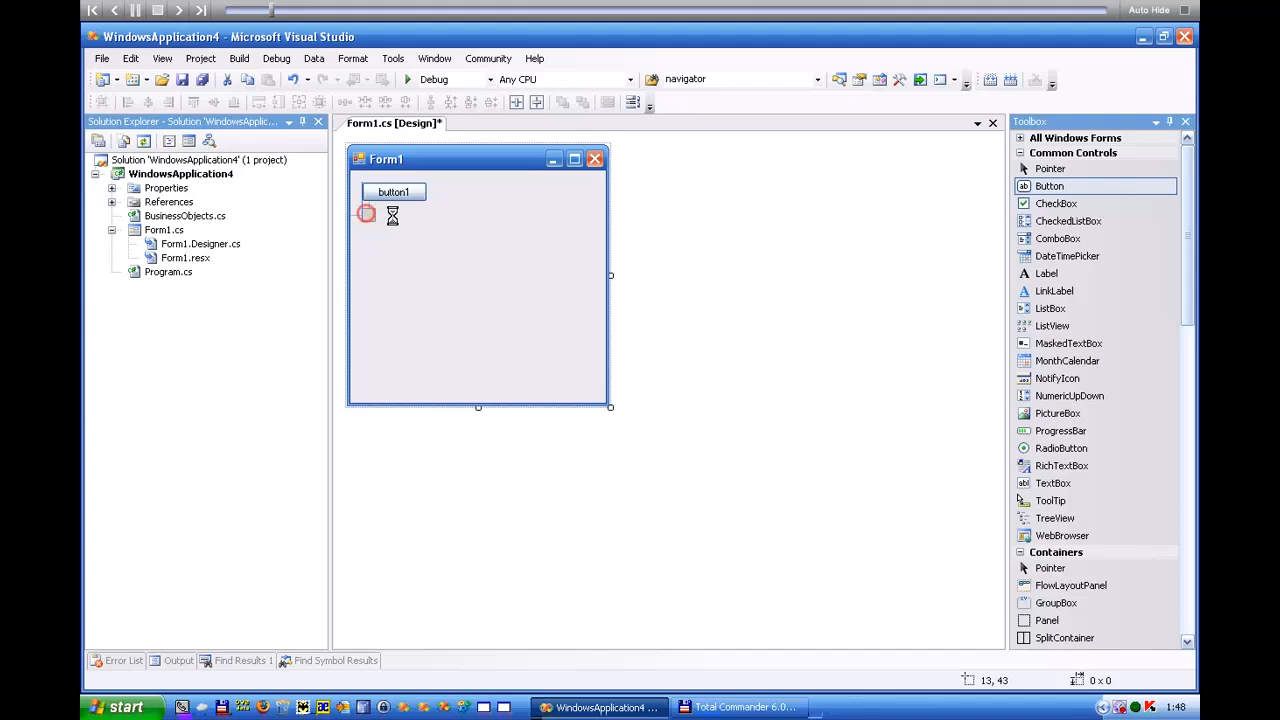 Auto Hide
WindowsApplication4 - Microsoft Visual Studio
File Edit View Project Build Debug Data Format Tools Window Community Help
Debug Any CPU navigator
Solution Explorer - Solution 'WindowsApplic...
Form1.cs [Design]*
Toolbox
Solution 'WindowsApplication4' (1 project)
WindowsApplication4
Properties
References
BusinessObjects.cs
Form1.cs
Form1.Designer.cs
Form1.resx
Program.cs
Form1
button1
All Windows Forms
Common Controls
Pointer
Button
CheckBox
CheckedListBox
ComboBox
DateTimePicker
Label
LinkLabel
ListBox
ListView
MaskedTextBox
MonthCalendar
NotifyIcon
NumericUpDown
PictureBox
ProgressBar
RadioButton
RichTextBox
TextBox
ToolTip
TreeView
WebBrowser
Containers
Pointer
FlowLayoutPanel
GroupBox
Panel
SplitContainer
Error List Output Find Results 1 Find Symbol Results
13, 43 0 x 0
start WindowsApplication4 ... Total Commander 6.0... 1:48